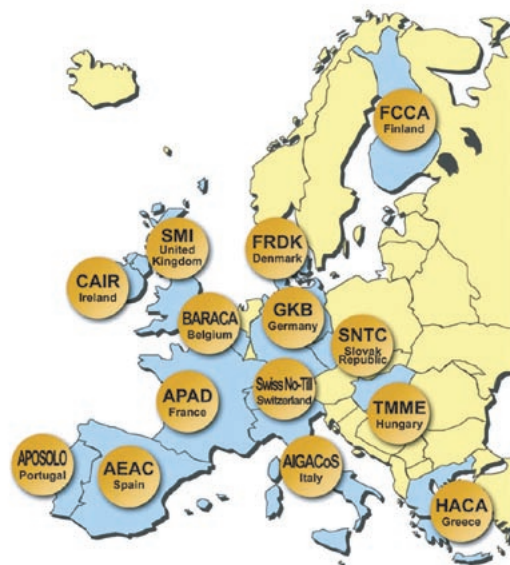 FCCA
Finland
SMI
United
Kingdom
FRDK
Denmark
CAIR
Ireland
BARACA
Belgium
GKB
Germany
SNTC
Slovak
Republic
APAD
France
Swiss No-Till
Switzerland
TMME
Hungary
APOSOLO
Portugal
AEAC
Spain
AIGACoS
Italy
HACA
Greece